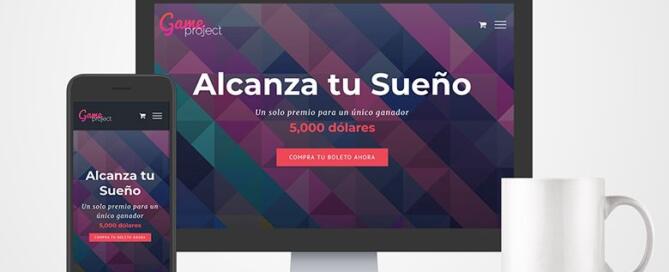 Game
project
Alcanza tu Sueño
Un solo premio para un único ganador
5,000 dólares
COMPRA TU BOLETO AHORA
Game
project
Alcanza tu
Sueño
Un solo premio para un
único ganador
5,000 dólares
COMPRA TU BOLETO AHORA